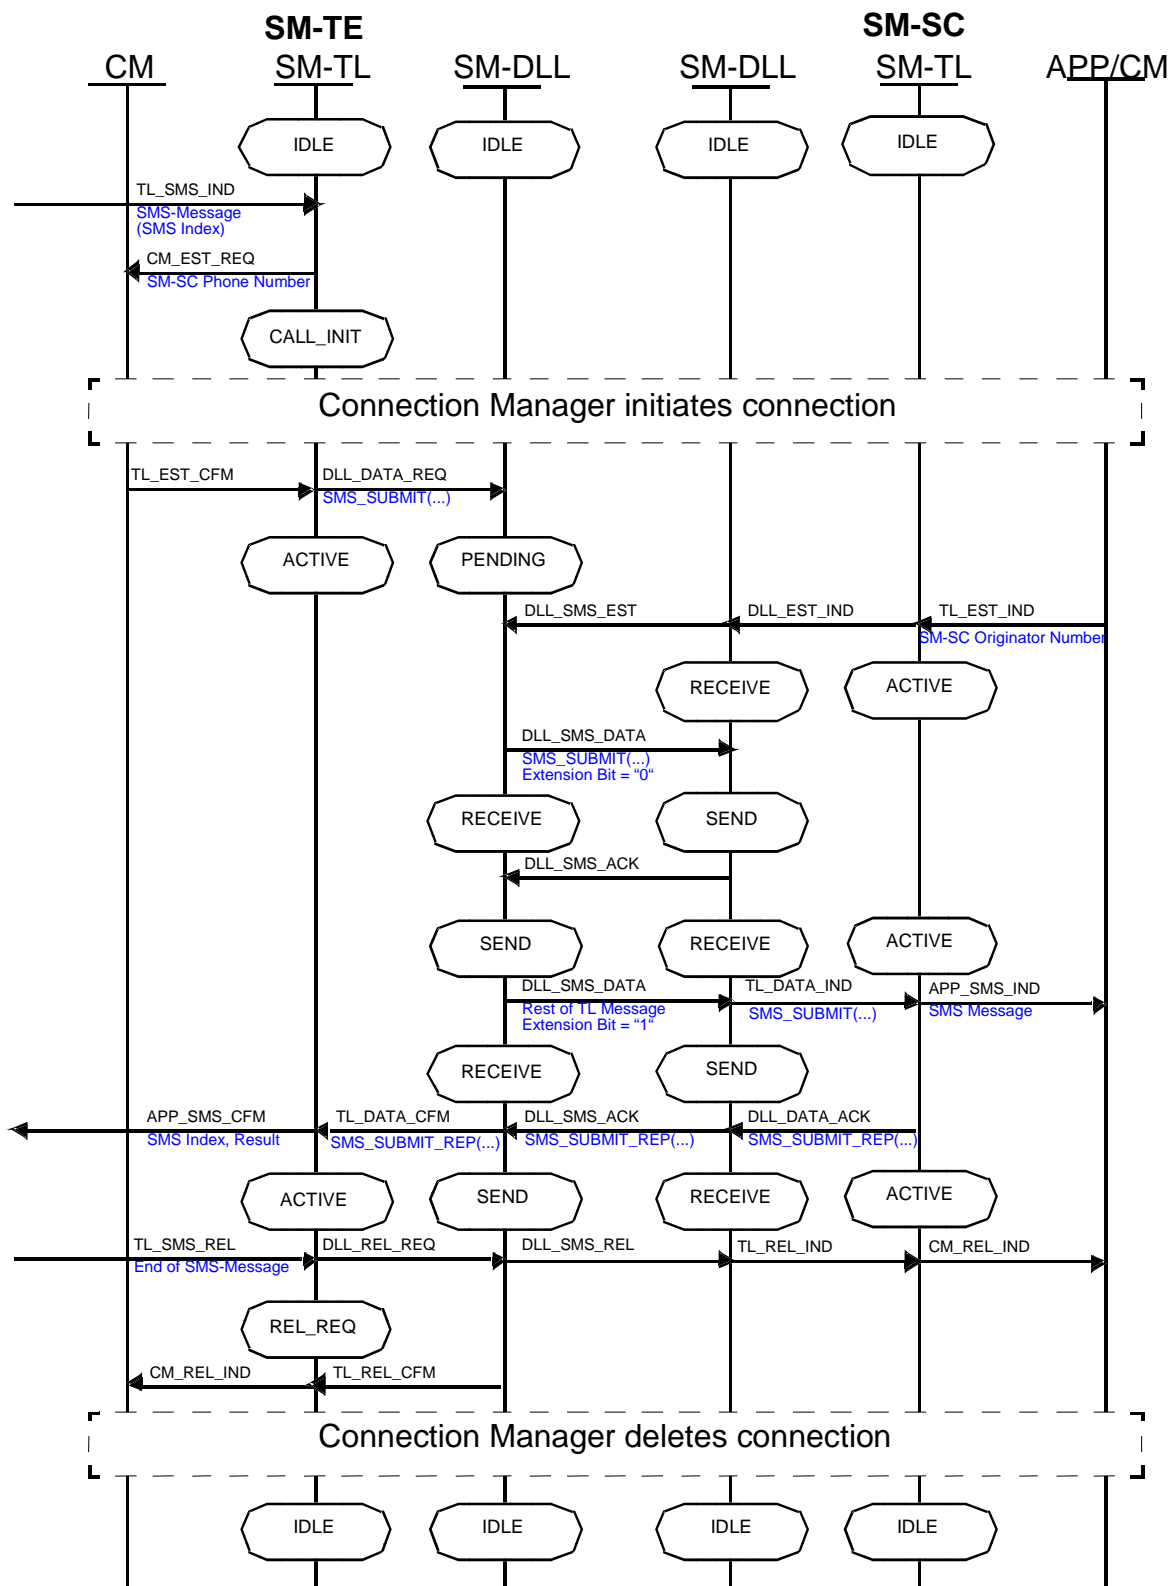 SM-TE
SM-SC
CM
SM-TL
SM-DLL
SM-DLL
SM-TL
APP/CM
IDLE
IDLE
IDLE
IDLE
TL_SMS_IND
SMS-Message
(SMS Index)
CM_EST_REQ
SM-SC Phone Number
CALL_INIT
Connection Manager initiates connection
TL_EST_CFM
DLL_DATA_REQ
SMS_SUBMIT(...)
ACTIVE
PENDING
DLL_SMS_EST
DLL_EST_IND
TL_EST_IND
SM-SC Originator Number
RECEIVE
ACTIVE
DLL_SMS_DATA
SMS_SUBMIT(...)
Extension Bit = “0“
RECEIVE
SEND
DLL_SMS_ACK
SEND
RECEIVE
ACTIVE
DLL_SMS_DATA
Rest of TL Message
Extension Bit = “1“
TL_DATA_IND
SMS_SUBMIT(...)
APP_SMS_IND
SMS Message
RECEIVE
SEND
APP_SMS_CFM
SMS Index, Result
TL_DATA_CFM
SMS_SUBMIT_REP(...)
DLL_SMS_ACK
SMS_SUBMIT_REP(...)
DLL_DATA_ACK
SMS_SUBMIT_REP(...)
ACTIVE
SEND
RECEIVE
ACTIVE
TL_SMS_REL
End of SMS-Message
DLL_REL_REQ
DLL_SMS_REL
TL_REL_IND
CM_REL_IND
REL_REQ
CM_REL_IND
TL_REL_CFM
Connection Manager deletes connection
IDLE
IDLE
IDLE
IDLE